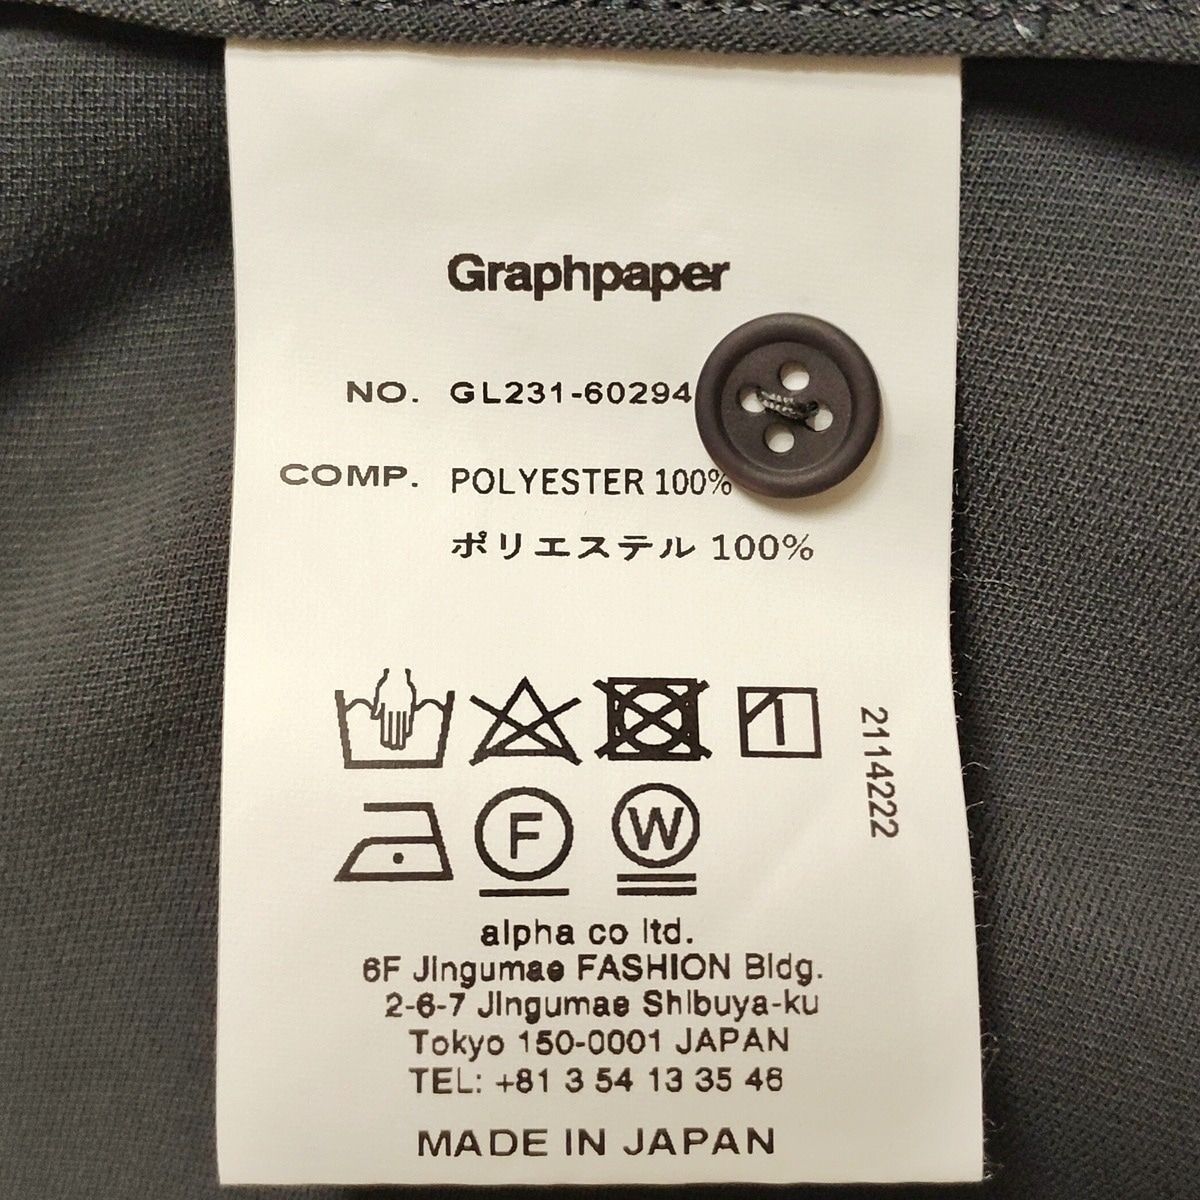 Graphpaper
NO. GL231-60294
COMP. POLYESTER 100%
ポリエステル 100%
2114222
F
W
alpha co ltd.
6F Jingumae FASHION Bldg.
2-6-7 Jingumae Shibuya-ku
Tokyo 150-0001 JAPAN
TEL: +81 3 54 13 35 46
MADE IN JAPAN